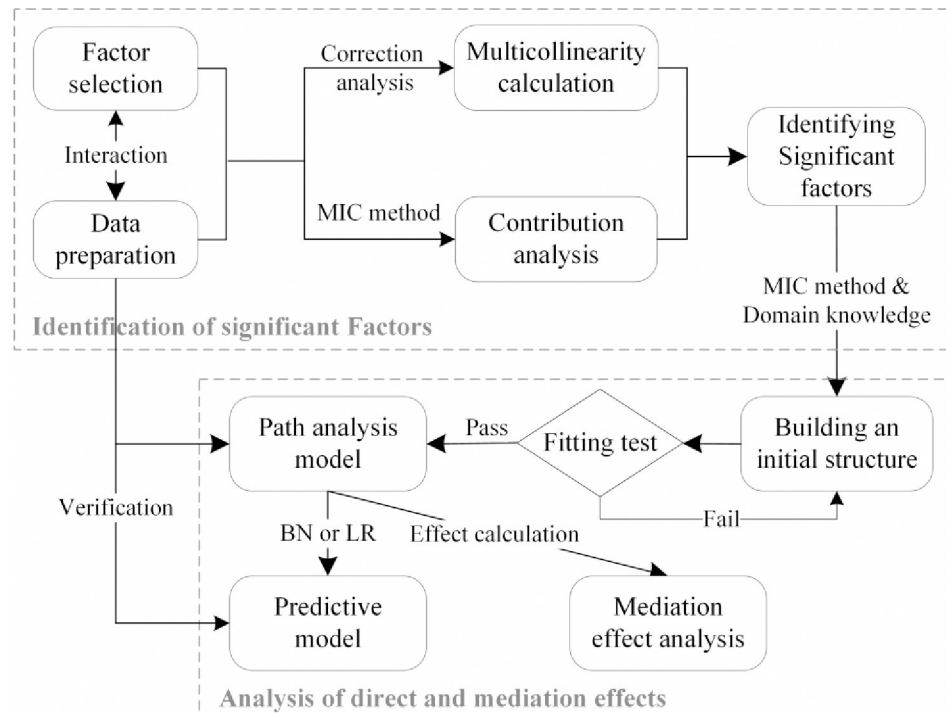 Factor
selection
Interaction
Data
preparation
Correction
analysis
MIC method
Multicollinearity
calculation
Contribution
analysis
Identifying
Significant
factors
MIC method &
Domain knowledge
Identification of significant Factors
Path analysis
model
Pass
Fitting test
Building an
initial structure
Fail
Verification
BN or LR
Effect calculation
Predictive
model
Mediation
effect analysis
Analysis of direct and mediation effects